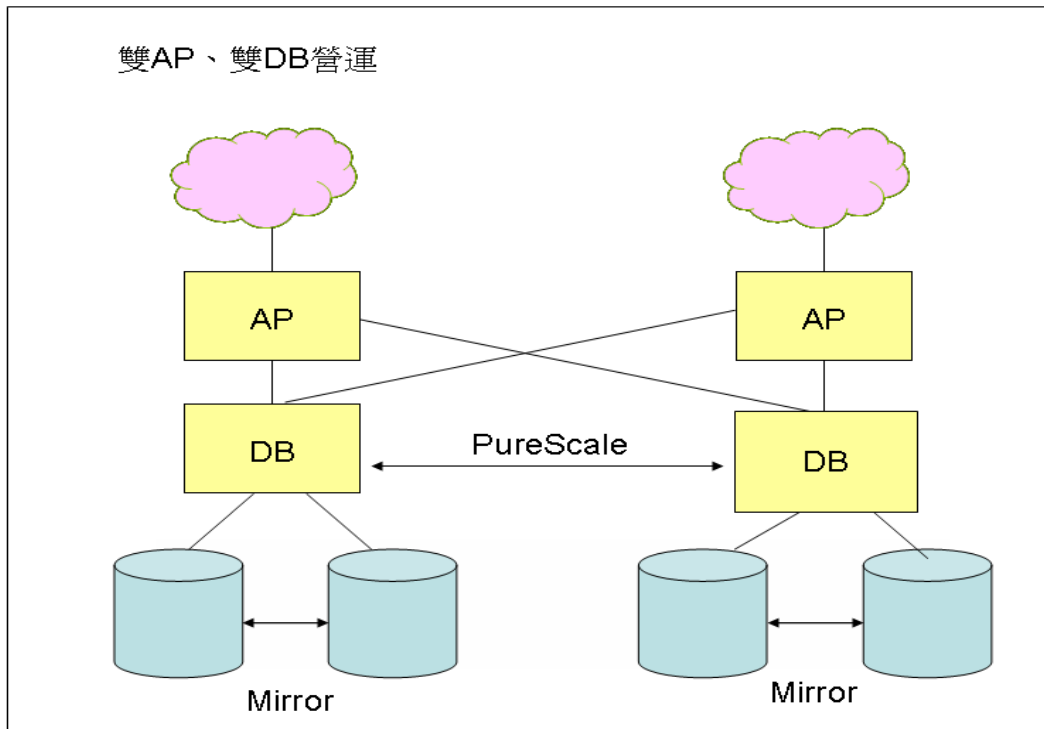 雙AP、雙DB營運
AP
AP
DB
PureScale
DB
Mirror
Mirror